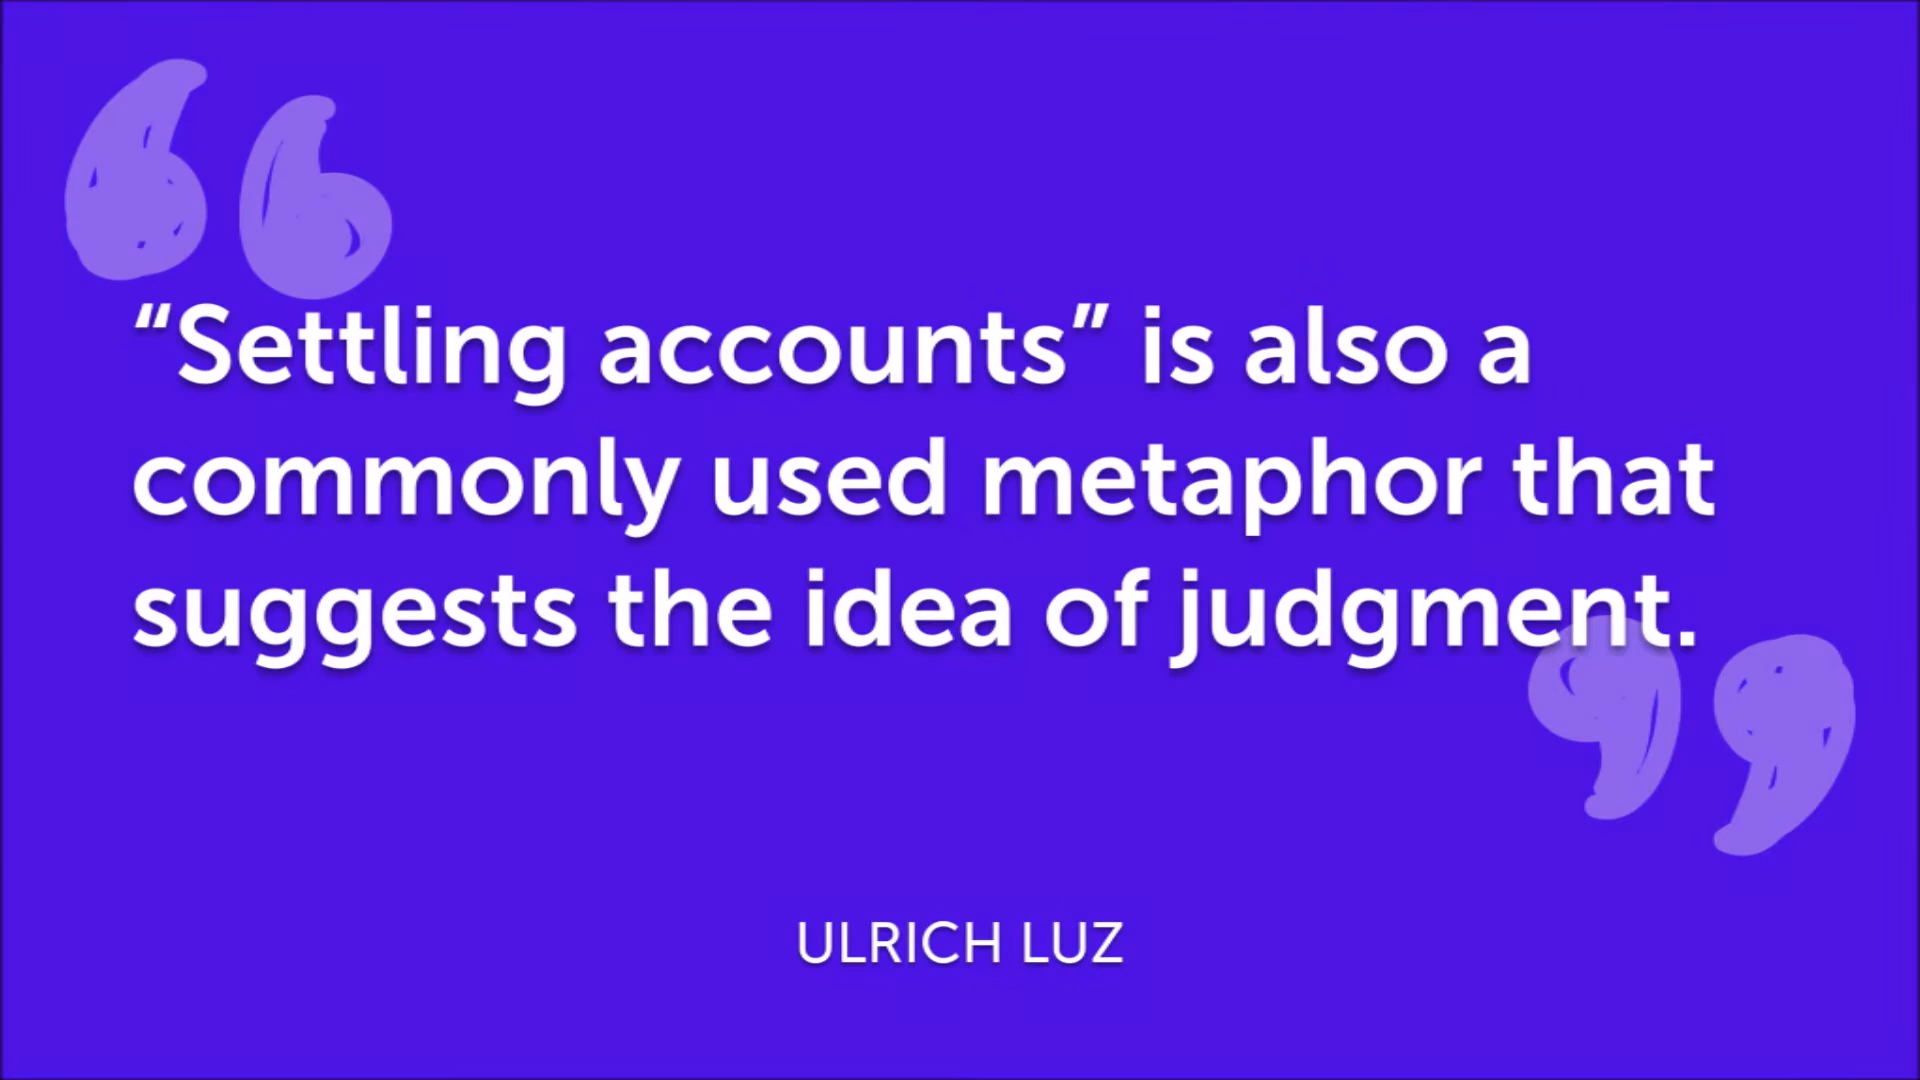 “Settling accounts” is also a
commonly used metaphor that
suggests the idea of judgment.
ULRICH LUZ